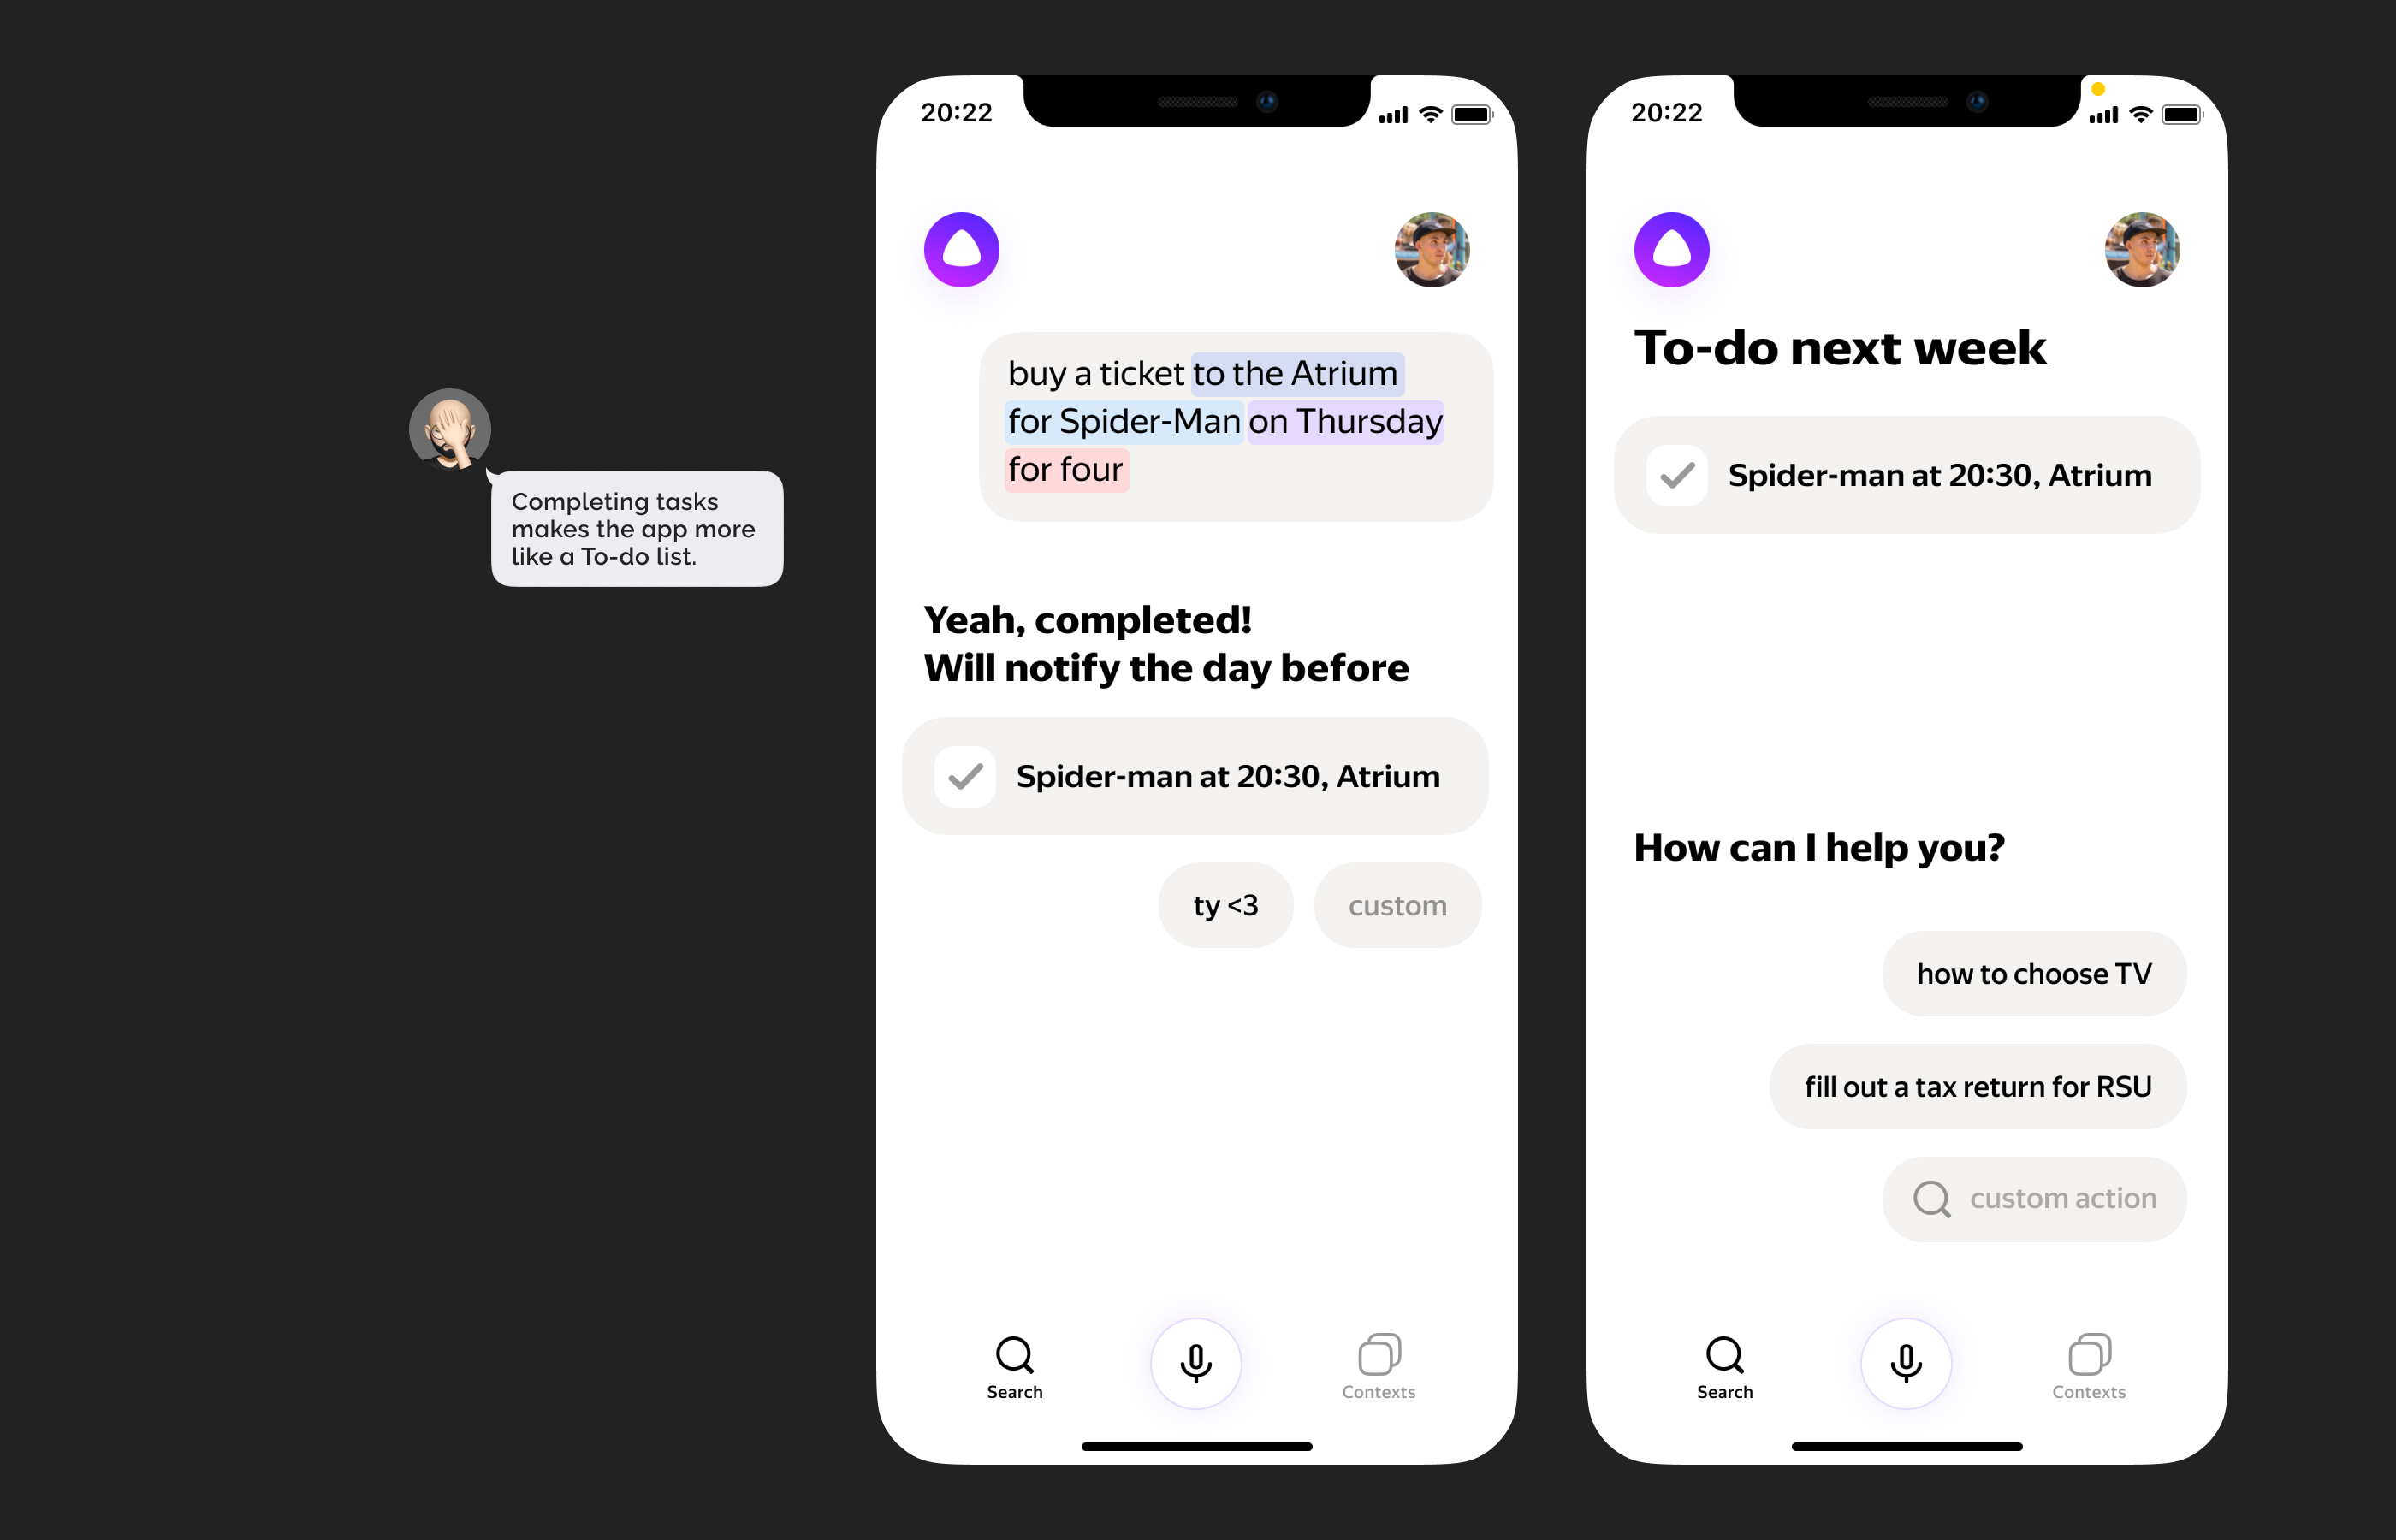 Completing tasks
makes the app more
like a To-do list.
20:22
buy a ticket to the Atrium
for Spider-Man on Thursday
for four
Yeah, completed!
Will notify the day before
Spider-man at 20:30, Atrium
ty <3
custom
Search
Contexts
20:22
To-do next week
Spider-man at 20:30, Atrium
How can I help you?
how to choose TV
fill out a tax return for RSU
custom action
Search
Contexts